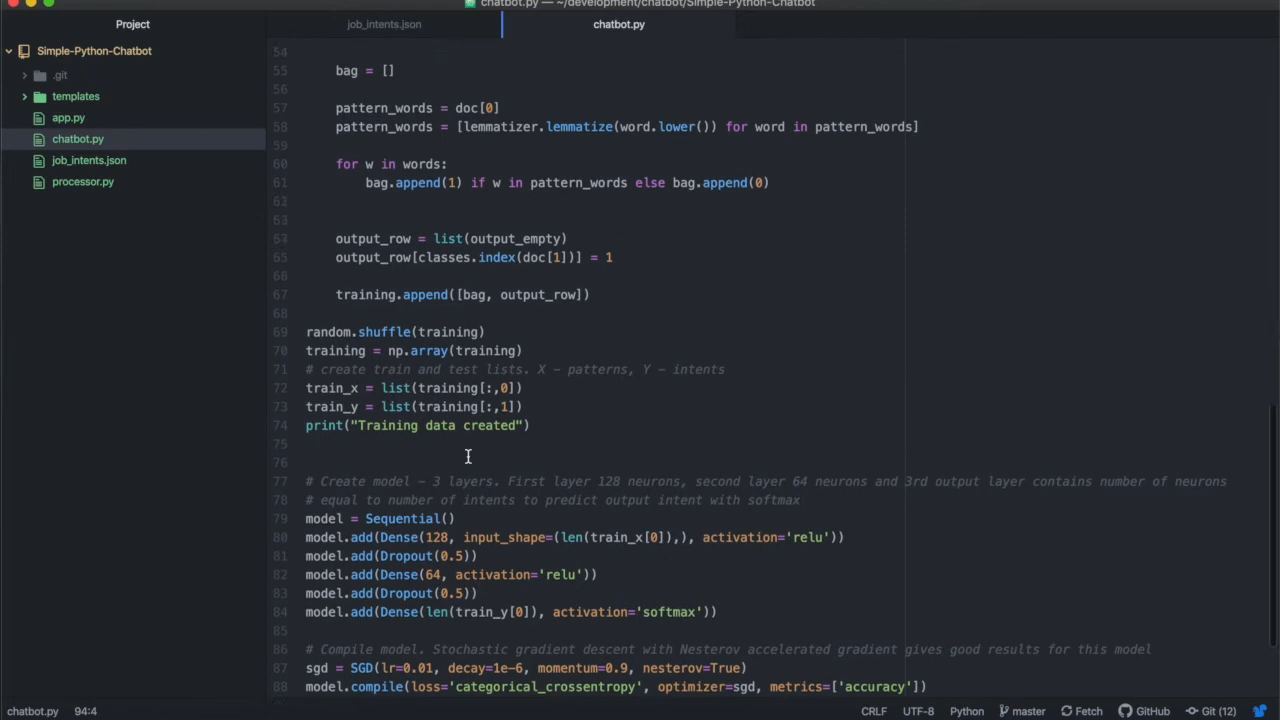 chatbot.py — ~/development/chatbot/Simple-Python-Chatbot
Project
job_intents.json
chatbot.py
Simple-Python-Chatbot
.git
templates
app.py
chatbot.py
job_intents.json
processor.py
54
55 bag = []
56
57 pattern_words = doc[0]
58 pattern_words = [lemmatizer.lemmatize(word.lower()) for word in pattern_words]
59
60 for w in words:
61 bag.append(1) if w in pattern_words else bag.append(0)
62
53
57 output_row = list(output_empty)
65 output_row[classes.index(doc[1])] = 1
66
67 training.append([bag, output_row])
68
69 random.shuffle(training)
70 training = np.array(training)
71 # create train and test lists. X - patterns, Y - intents
72 train_x = list(training[:,0])
73 train_y = list(training[:,1])
74 print("Training data created")
75
76
77 # Create model - 3 layers. First layer 128 neurons, second layer 64 neurons and 3rd output layer contains number of neurons
78 # equal to number of intents to predict output intent with softmax
79 model = Sequential()
80 model.add(Dense(128, input_shape=(len(train_x[0]),), activation='relu'))
81 model.add(Dropout(0.5))
82 model.add(Dense(64, activation='relu'))
83 model.add(Dropout(0.5))
84 model.add(Dense(len(train_y[0]), activation='softmax'))
85
86 # Compile model. Stochastic gradient descent with Nesterov accelerated gradient gives good results for this model
87 sgd = SGD(lr=0.01, decay=1e-6, momentum=0.9, nesterov=True)
88 model.compile(loss='categorical_crossentropy', optimizer=sgd, metrics=['accuracy'])
chatbot.py 94:4 CRLF UTF-8 Python master Fetch GitHub Git (12)